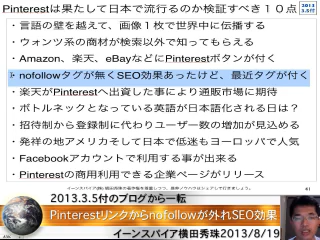 Pinterestは果たして日本で流行るのか検証すべき１０点
2013
3.5付
・言語の壁を越えて、画像１枚で世界中に伝播する
・ウォンツ系の商材が検索以外で知ってもらえる
・Amazon、楽天、eBayなどにPinterestボタンが付く
・nofollowタグが無くSEO効果あったけど、最近タグが付く
・楽天がPinterestへ出資した事により通販市場に期待
・ボトルネックとなっている英語が日本語化される日は？
・招待制から登録制に代わりユーザー数の増加が見込める
・発祥の地アメリカそして日本で低迷もヨーロッパで人気
・Facebookアカウントで利用する事が出来る
・Pinterestの商用利用できる企業ページがリリース
61
2013.3.5付のブログから一転
Pinterestリンクからnofollowが外れSEO効果
イーンスパイア横田秀珠2013/8/19